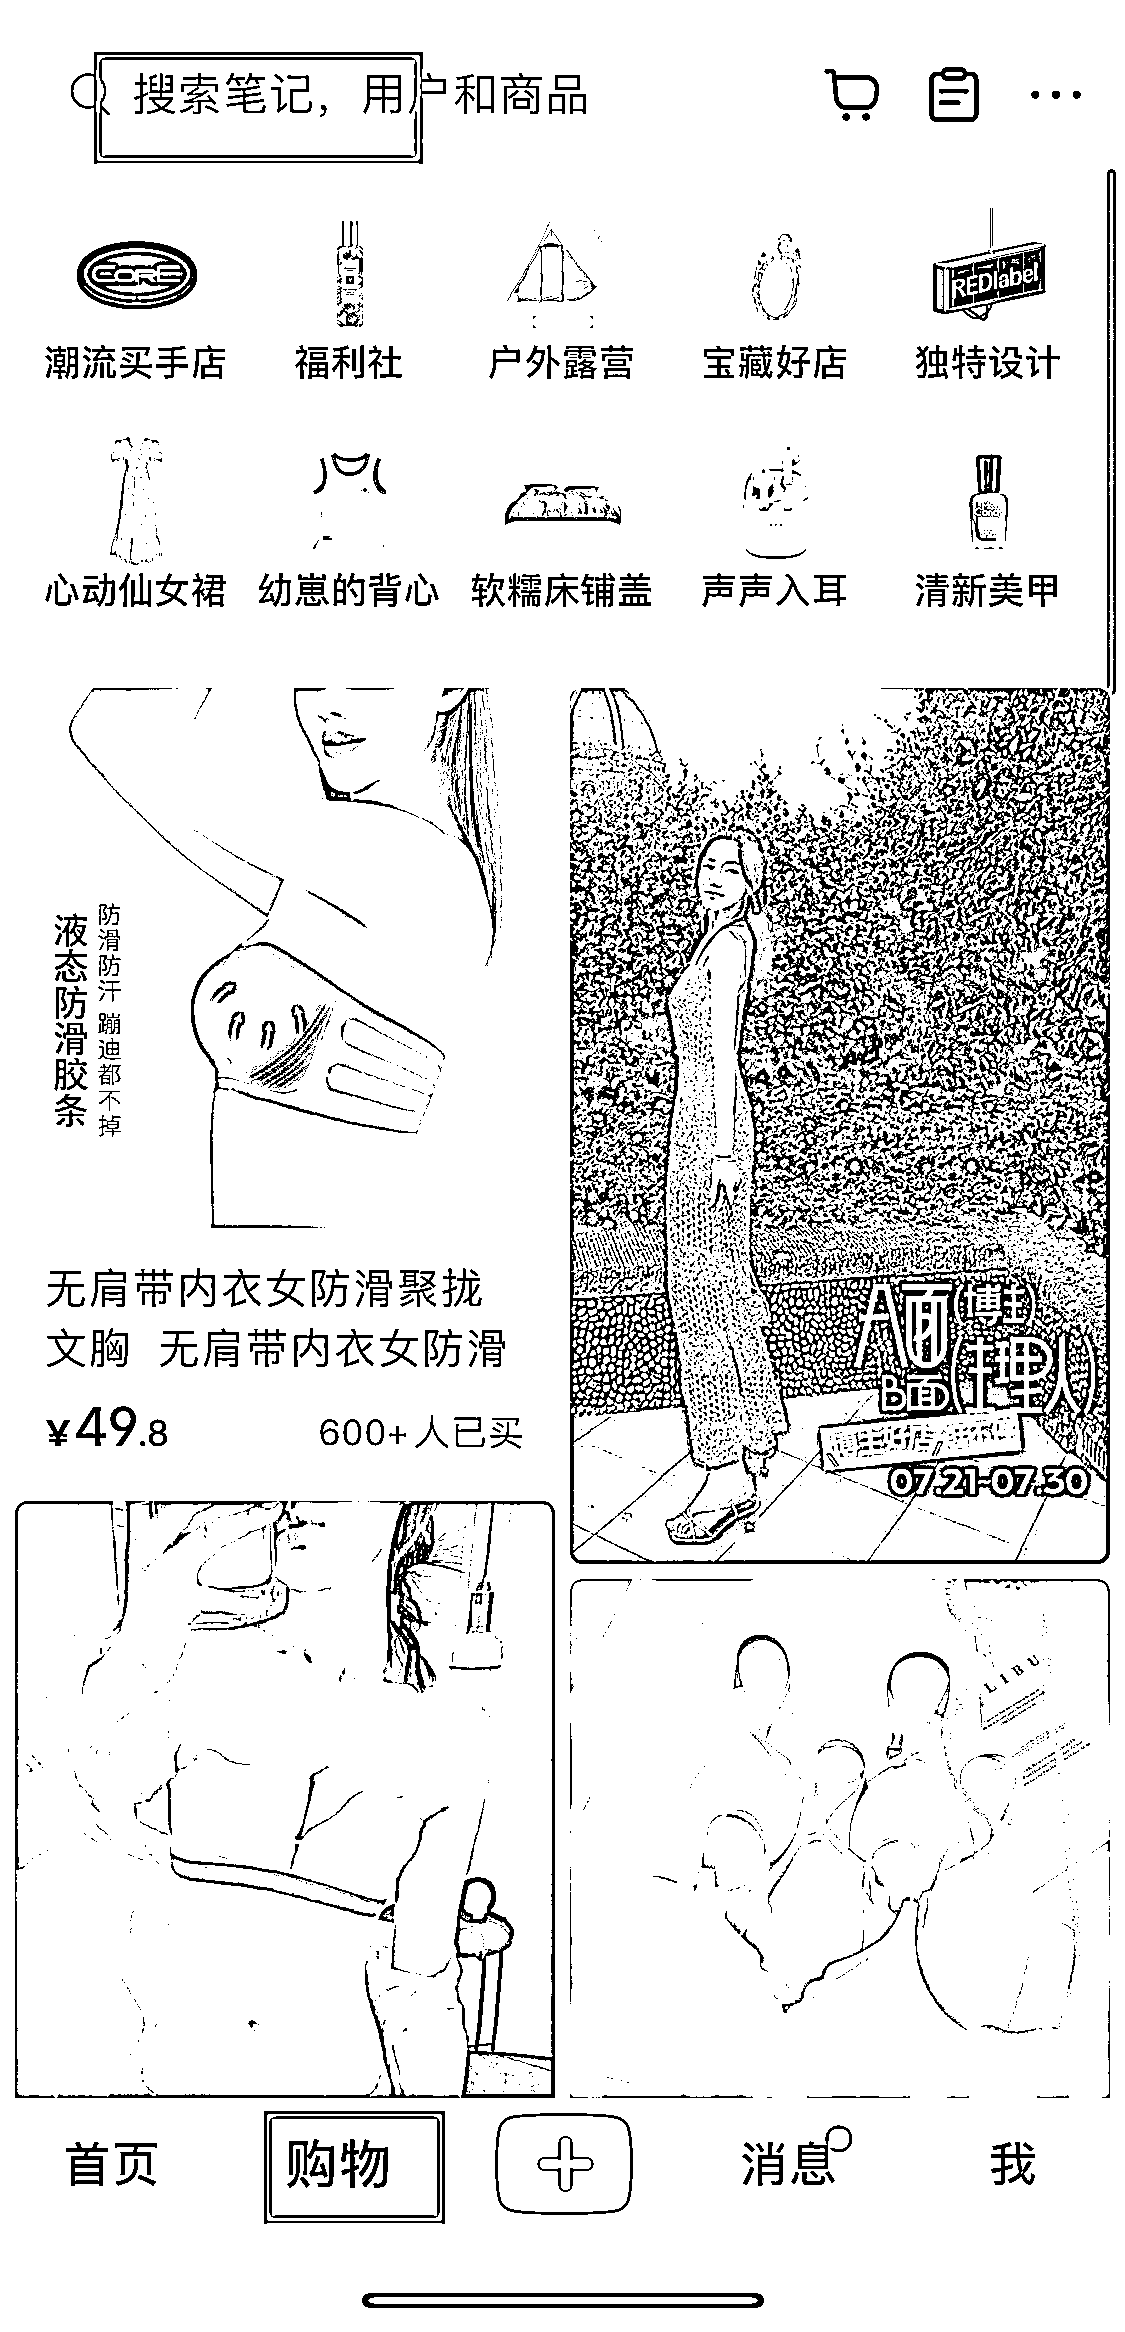 搜索笔记，用户和商品
CORE
REDlabel
潮流买手店 福利社 户外露营 宝藏好店 独特设计
心动仙女裙 幼崽的背心 软糯床铺盖 声声入耳 清新美甲
液态防滑胶条
防滑防汗 蹦迪都不掉
无肩带内衣女防滑聚拢
文胸 无肩带内衣女防滑
¥49.8 600+人已买
A面(博主)
B面(主理人)
07.21-07.30
LIBU
首页 购物 消息 我